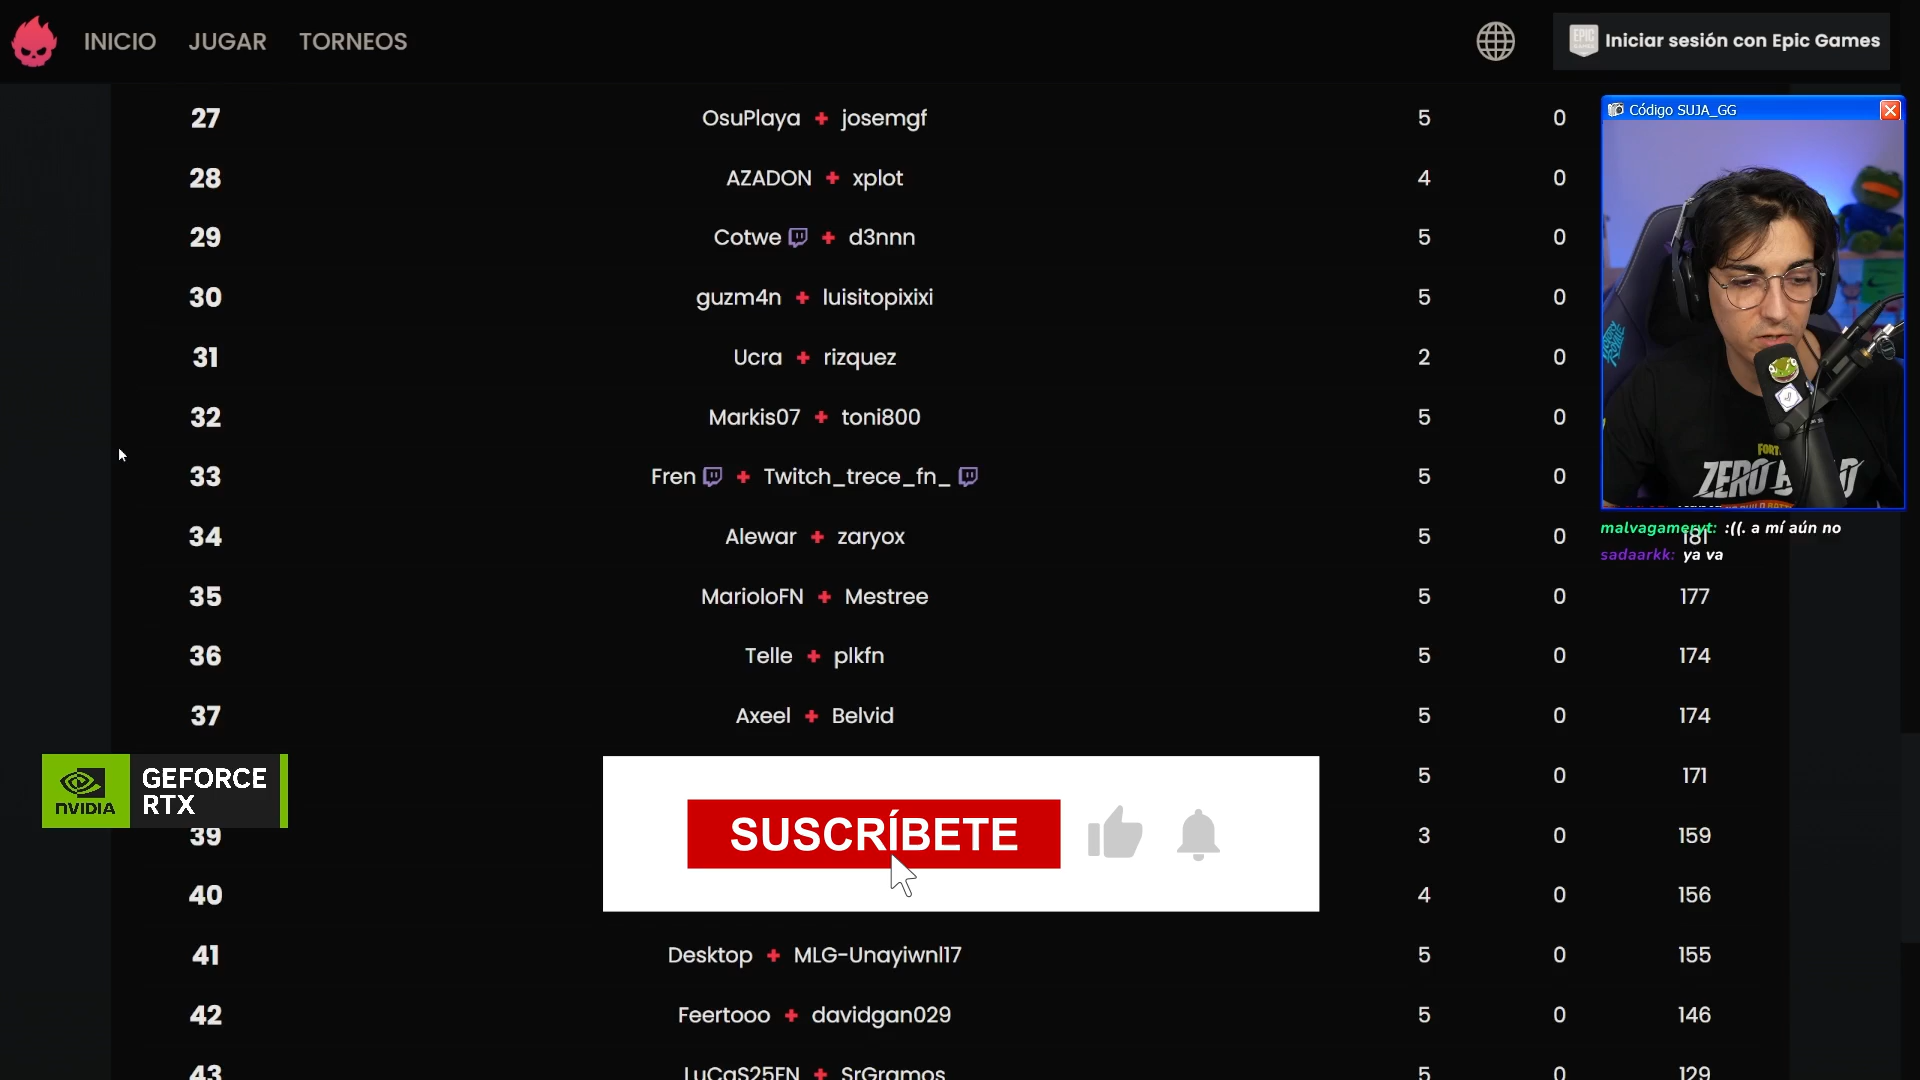 INICIO JUGAR TORNEOS Iniciar sesión con Epic Games
27 OsuPlaya + josemgf 5 0
Código SUJA_GG
28 AZADON + xplot 4 0
29 Cotwe + d3nnn 5 0
30 guzm4n + luisitopixixi 5 0
31 Ucra + rizquez 2 0
32 Markis07 + toni800 5 0
33 Fren + Twitch_trece_fn_ 5 0
ZERO
malvagameryt: :((. a mí aún no
34 Alewar + zaryox 5 0 181
sadaarkk: ya va
35 MarioloFN + Mestree 5 0 177
36 Telle + plkfn 5 0 174
37 Axeel + Belvid 5 0 174
5 0 171
NVIDIA GEFORCE RTX
SUSCRÍBETE
39 3 0 159
40 4 0 156
41 Desktop + MLG-Unayiwnl17 5 0 155
42 Feertooo + davidgan029 5 0 146
43 LuCaS25FN + SrGramos 5 0 129